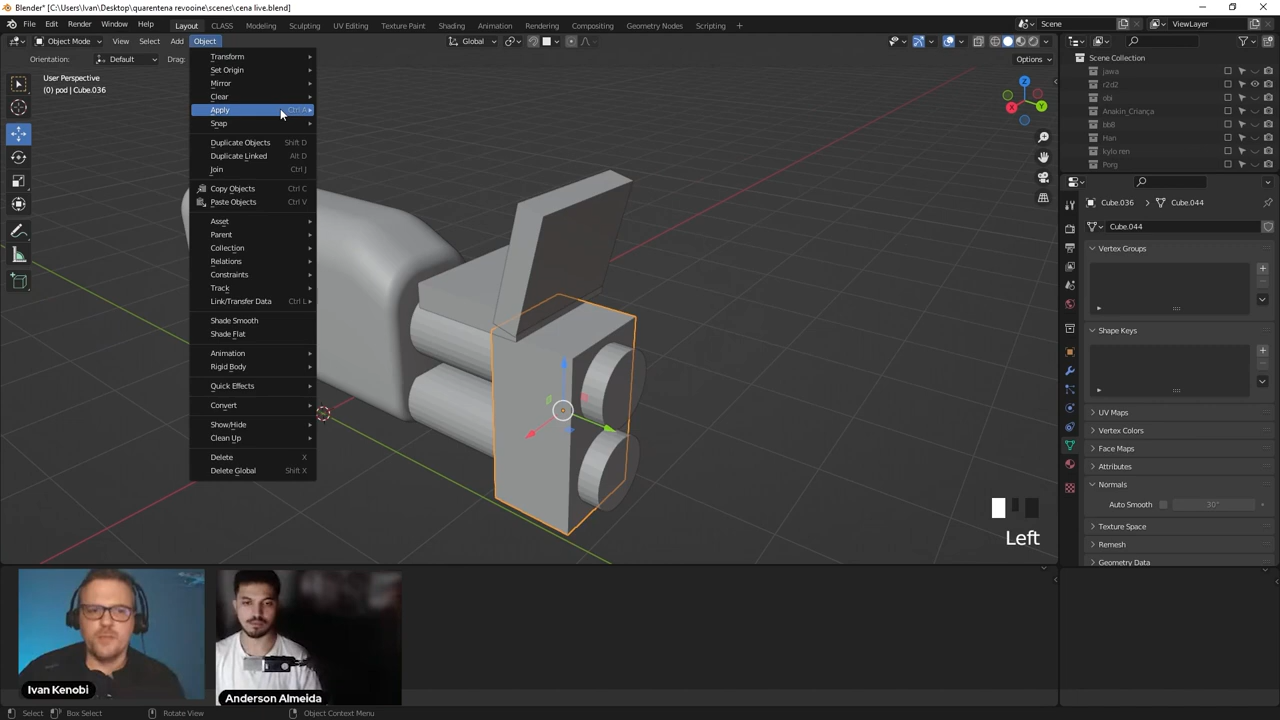 Blender* [C:\Users\Ivan\Desktop\quarentena revooine\scenes\cena live.blend]
File Edit Render Window Help Layout CLASS Modeling Sculpting UV Editing Texture Paint Shading Animation Rendering Compositing Geometry Nodes Scripting + Scene ViewLayer
Object Mode View Select Add Object Global
Orientation: Default Drag: Options
User Perspective
(0) pod | Cube.036
Transform
Set Origin
Mirror
Clear
Apply Ctrl A
Snap
Duplicate Objects Shift D
Duplicate Linked Alt D
Join Ctrl J
Copy Objects Ctrl C
Paste Objects Ctrl V
Asset
Parent
Collection
Relations
Constraints
Track
Link/Transfer Data Ctrl L
Shade Smooth
Shade Flat
Animation
Rigid Body
Quick Effects
Convert
Show/Hide
Clean Up
Delete X
Delete Global Shift X
Z
Y
Left
Scene Collection
jawa
r2d2
obi
Anakin_Criança
bb8
Han
kylo ren
Porg
Cube.036 Cube.044
Cube.044
Vertex Groups
Shape Keys
UV Maps
Vertex Colors
Face Maps
Attributes
Normals
Auto Smooth 30°
Texture Space
Remesh
Geometry Data
Ivan Kenobi
Anderson Almeida
Select Box Select Rotate View Object Context Menu